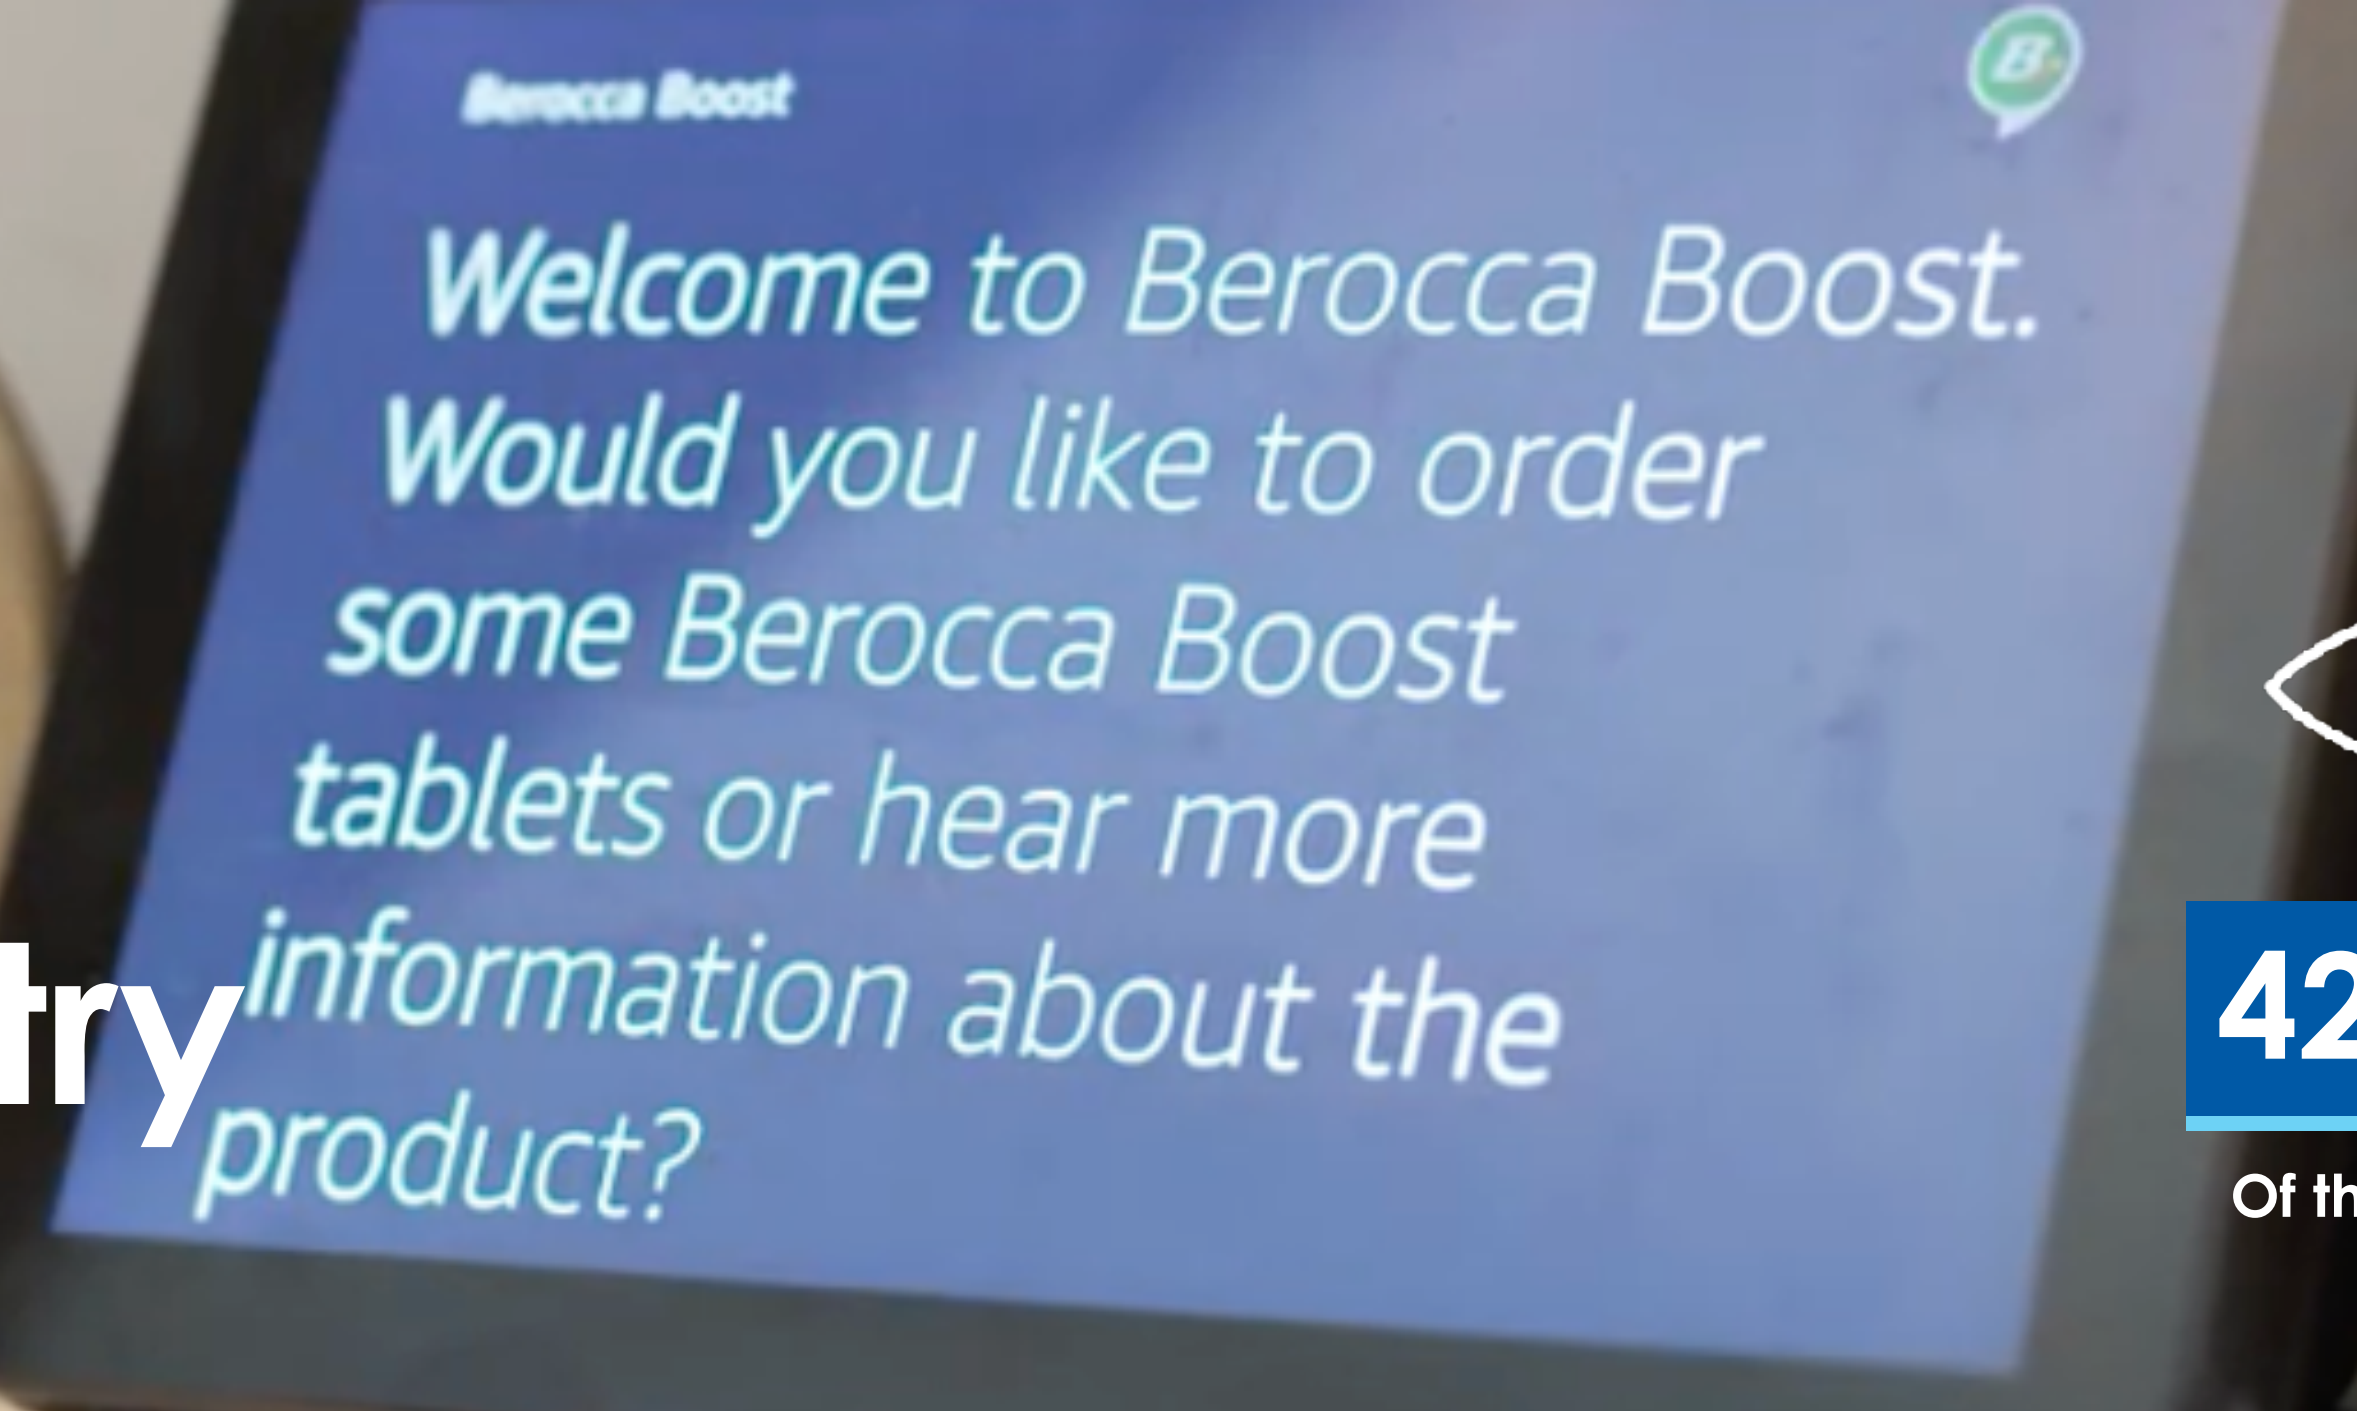 Berocca Boost
B
Welcome to Berocca Boost.
Would you like to order
some Berocca Boost
tablets or hear more
information about the
product?
try
42
Of th